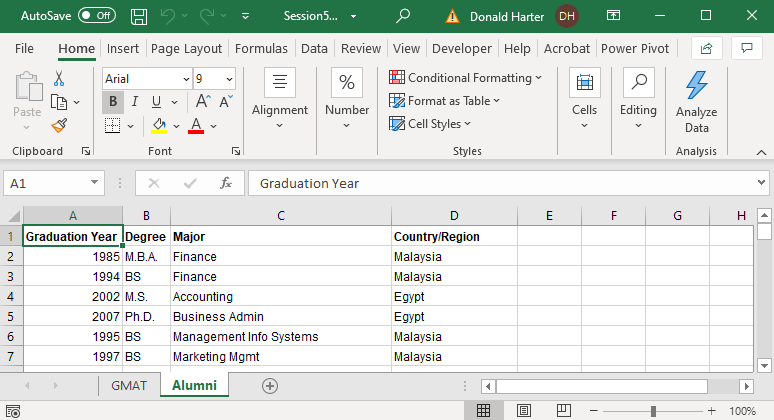 AutoSave Off Session5... Donald Harter DH
File Home Insert Page Layout Formulas Data Review View Developer Help Acrobat Power Pivot
Arial 9 % Conditional Formatting
Paste B I U A A Alignment Number Format as Table Cells Editing Analyze
Data
A Cell Styles
Clipboard Font Styles Analysis
A1 fx Graduation Year
A B C D E F G H
1 Graduation Year Degree Major Country/Region
2 1985 M.B.A. Finance Malaysia
3 1994 BS Finance Malaysia
4 2002 M.S. Accounting Egypt
5 2007 Ph.D. Business Admin Egypt
6 1995 BS Management Info Systems Malaysia
7 1997 BS Marketing Mgmt Malaysia
GMAT Alumni
100%